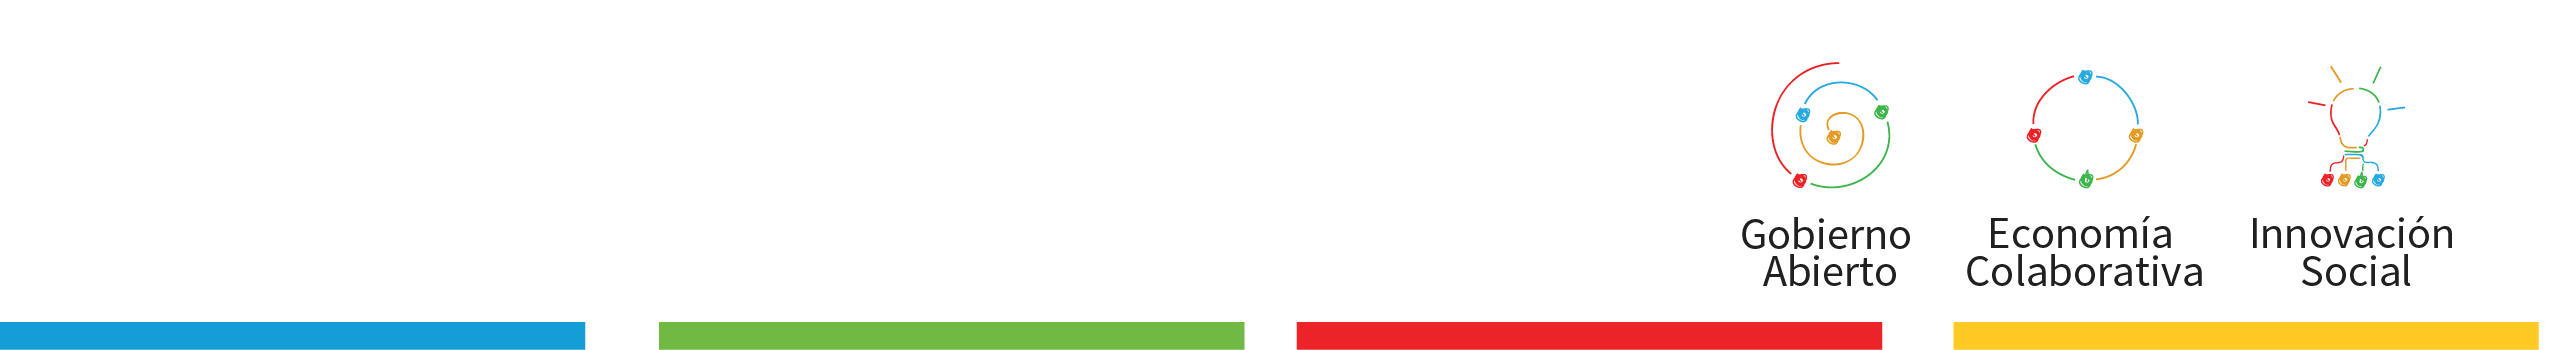 Gobierno
Abierto
Economía
Colaborativa
Innovación
Social